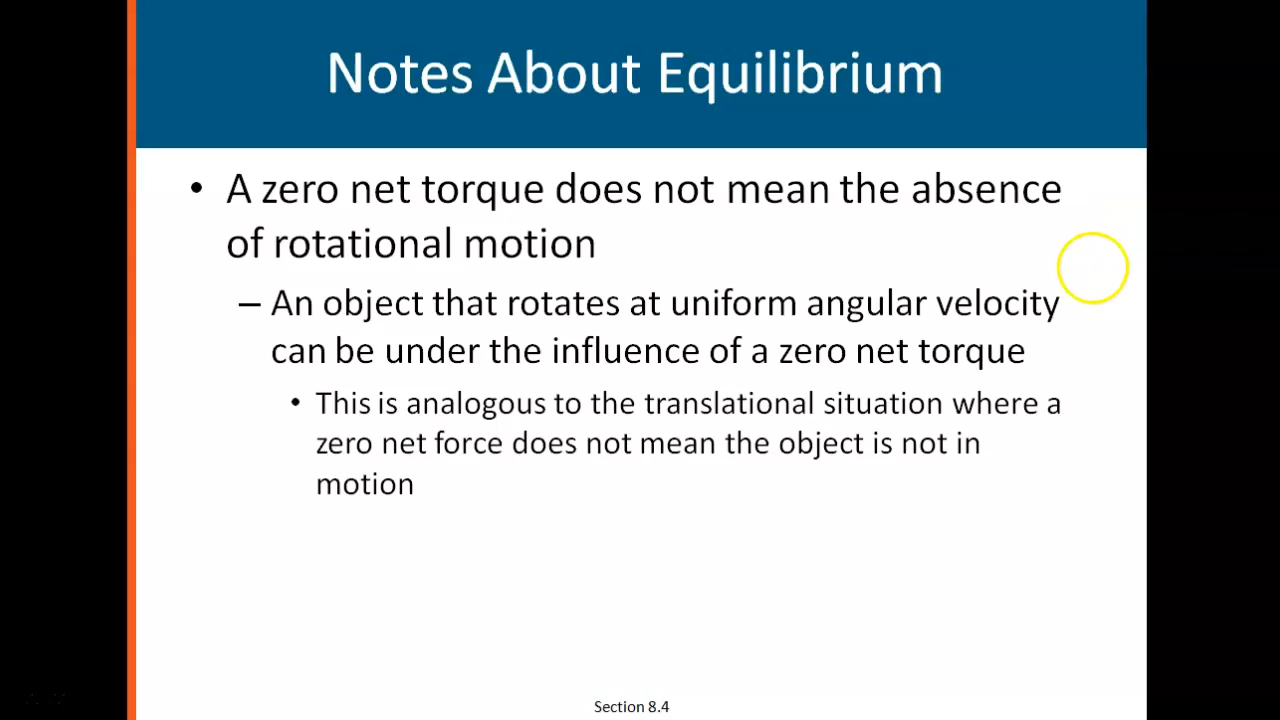 Notes About Equilibrium
• A zero net torque does not mean the absence
of rotational motion
– An object that rotates at uniform angular velocity
can be under the influence of a zero net torque
• This is analogous to the translational situation where a
zero net force does not mean the object is not in
motion
Section 8.4